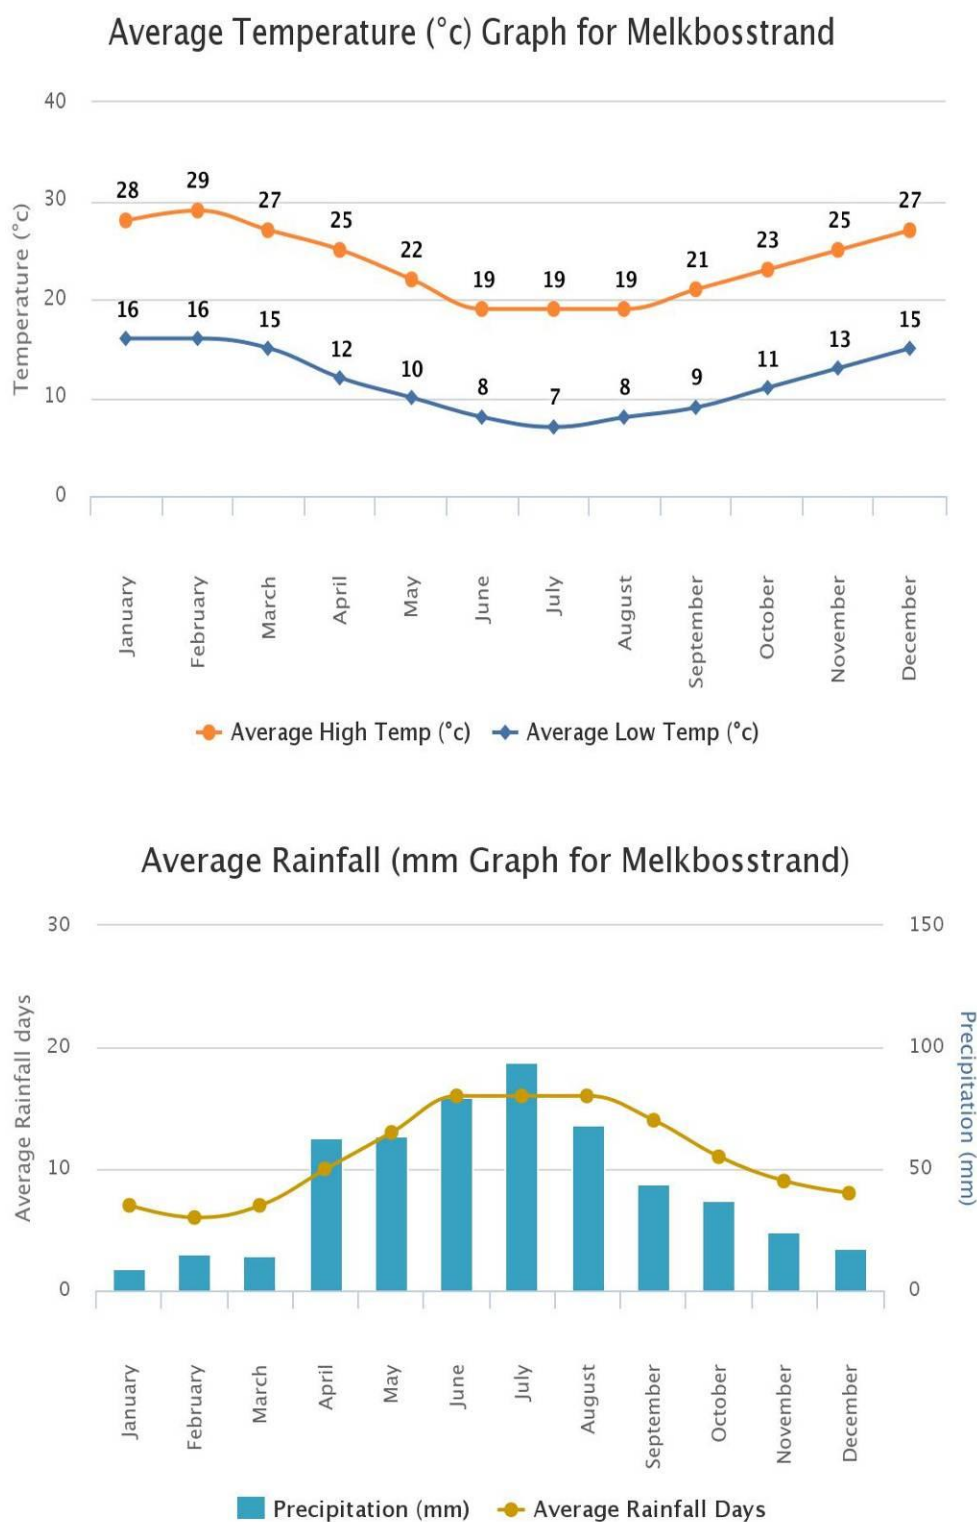 Average Temperature (°c) Graph for Melkbosstrand
Temperature (°c)
40
30
20
10
0
28 29 27 25 22 19 19 19 21 23 25 27
16 16 15 12 10 8 7 8 9 11 13 15
January February March April May June July August September October November December
Average High Temp (°c) Average Low Temp (°c)
Average Rainfall (mm Graph for Melkbosstrand)
Average Rainfall days
30 150
20 100
10 50
0 0
Precipitation (mm)
January February March April May June July August September October November December
Precipitation (mm) Average Rainfall Days